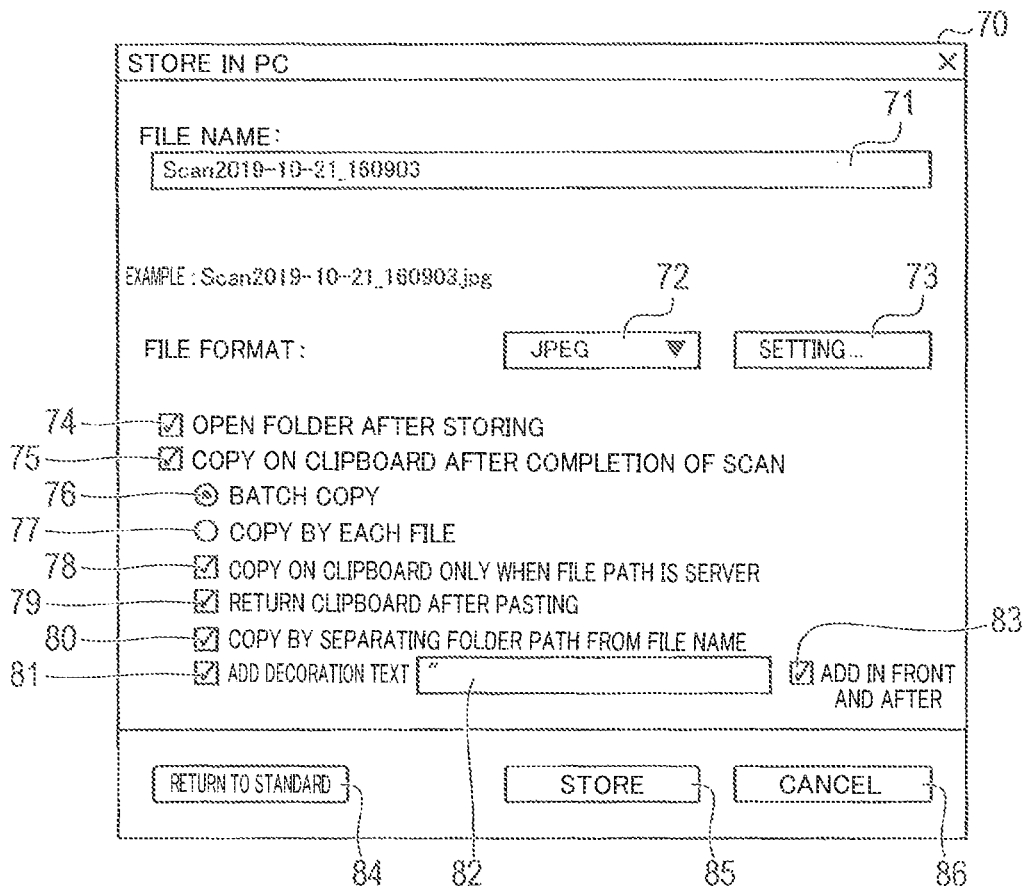 70
STORE IN PC ×
71
FILE NAME:
Scan2019-10-21_160903
EXAMPLE : Scan2019-10-21_160903.jpg
72 73
FILE FORMAT : JPEG SETTING...
74 OPEN FOLDER AFTER STORING
75 COPY ON CLIPBOARD AFTER COMPLETION OF SCAN
76 BATCH COPY
77 COPY BY EACH FILE
78 COPY ON CLIPBOARD ONLY WHEN FILE PATH IS SERVER
79 RETURN CLIPBOARD AFTER PASTING
80 COPY BY SEPARATING FOLDER PATH FROM FILE NAME
83
81 ADD DECORATION TEXT " ADD IN FRONT
AND AFTER
RETURN TO STANDARD STORE CANCEL
84 82 85 86